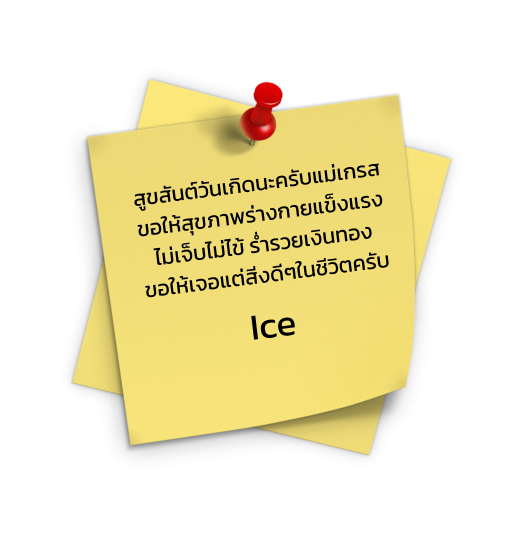 สุขสันต์วันเกิดนะครับแม่เกรส
ขอให้สุขภาพร่างกายแข็งแรง
ไม่เจ็บไม่ไข้ ร่ำรวยเงินทอง
ขอให้เจอแต่สิ่งดีๆในชีวิตครับ
Ice